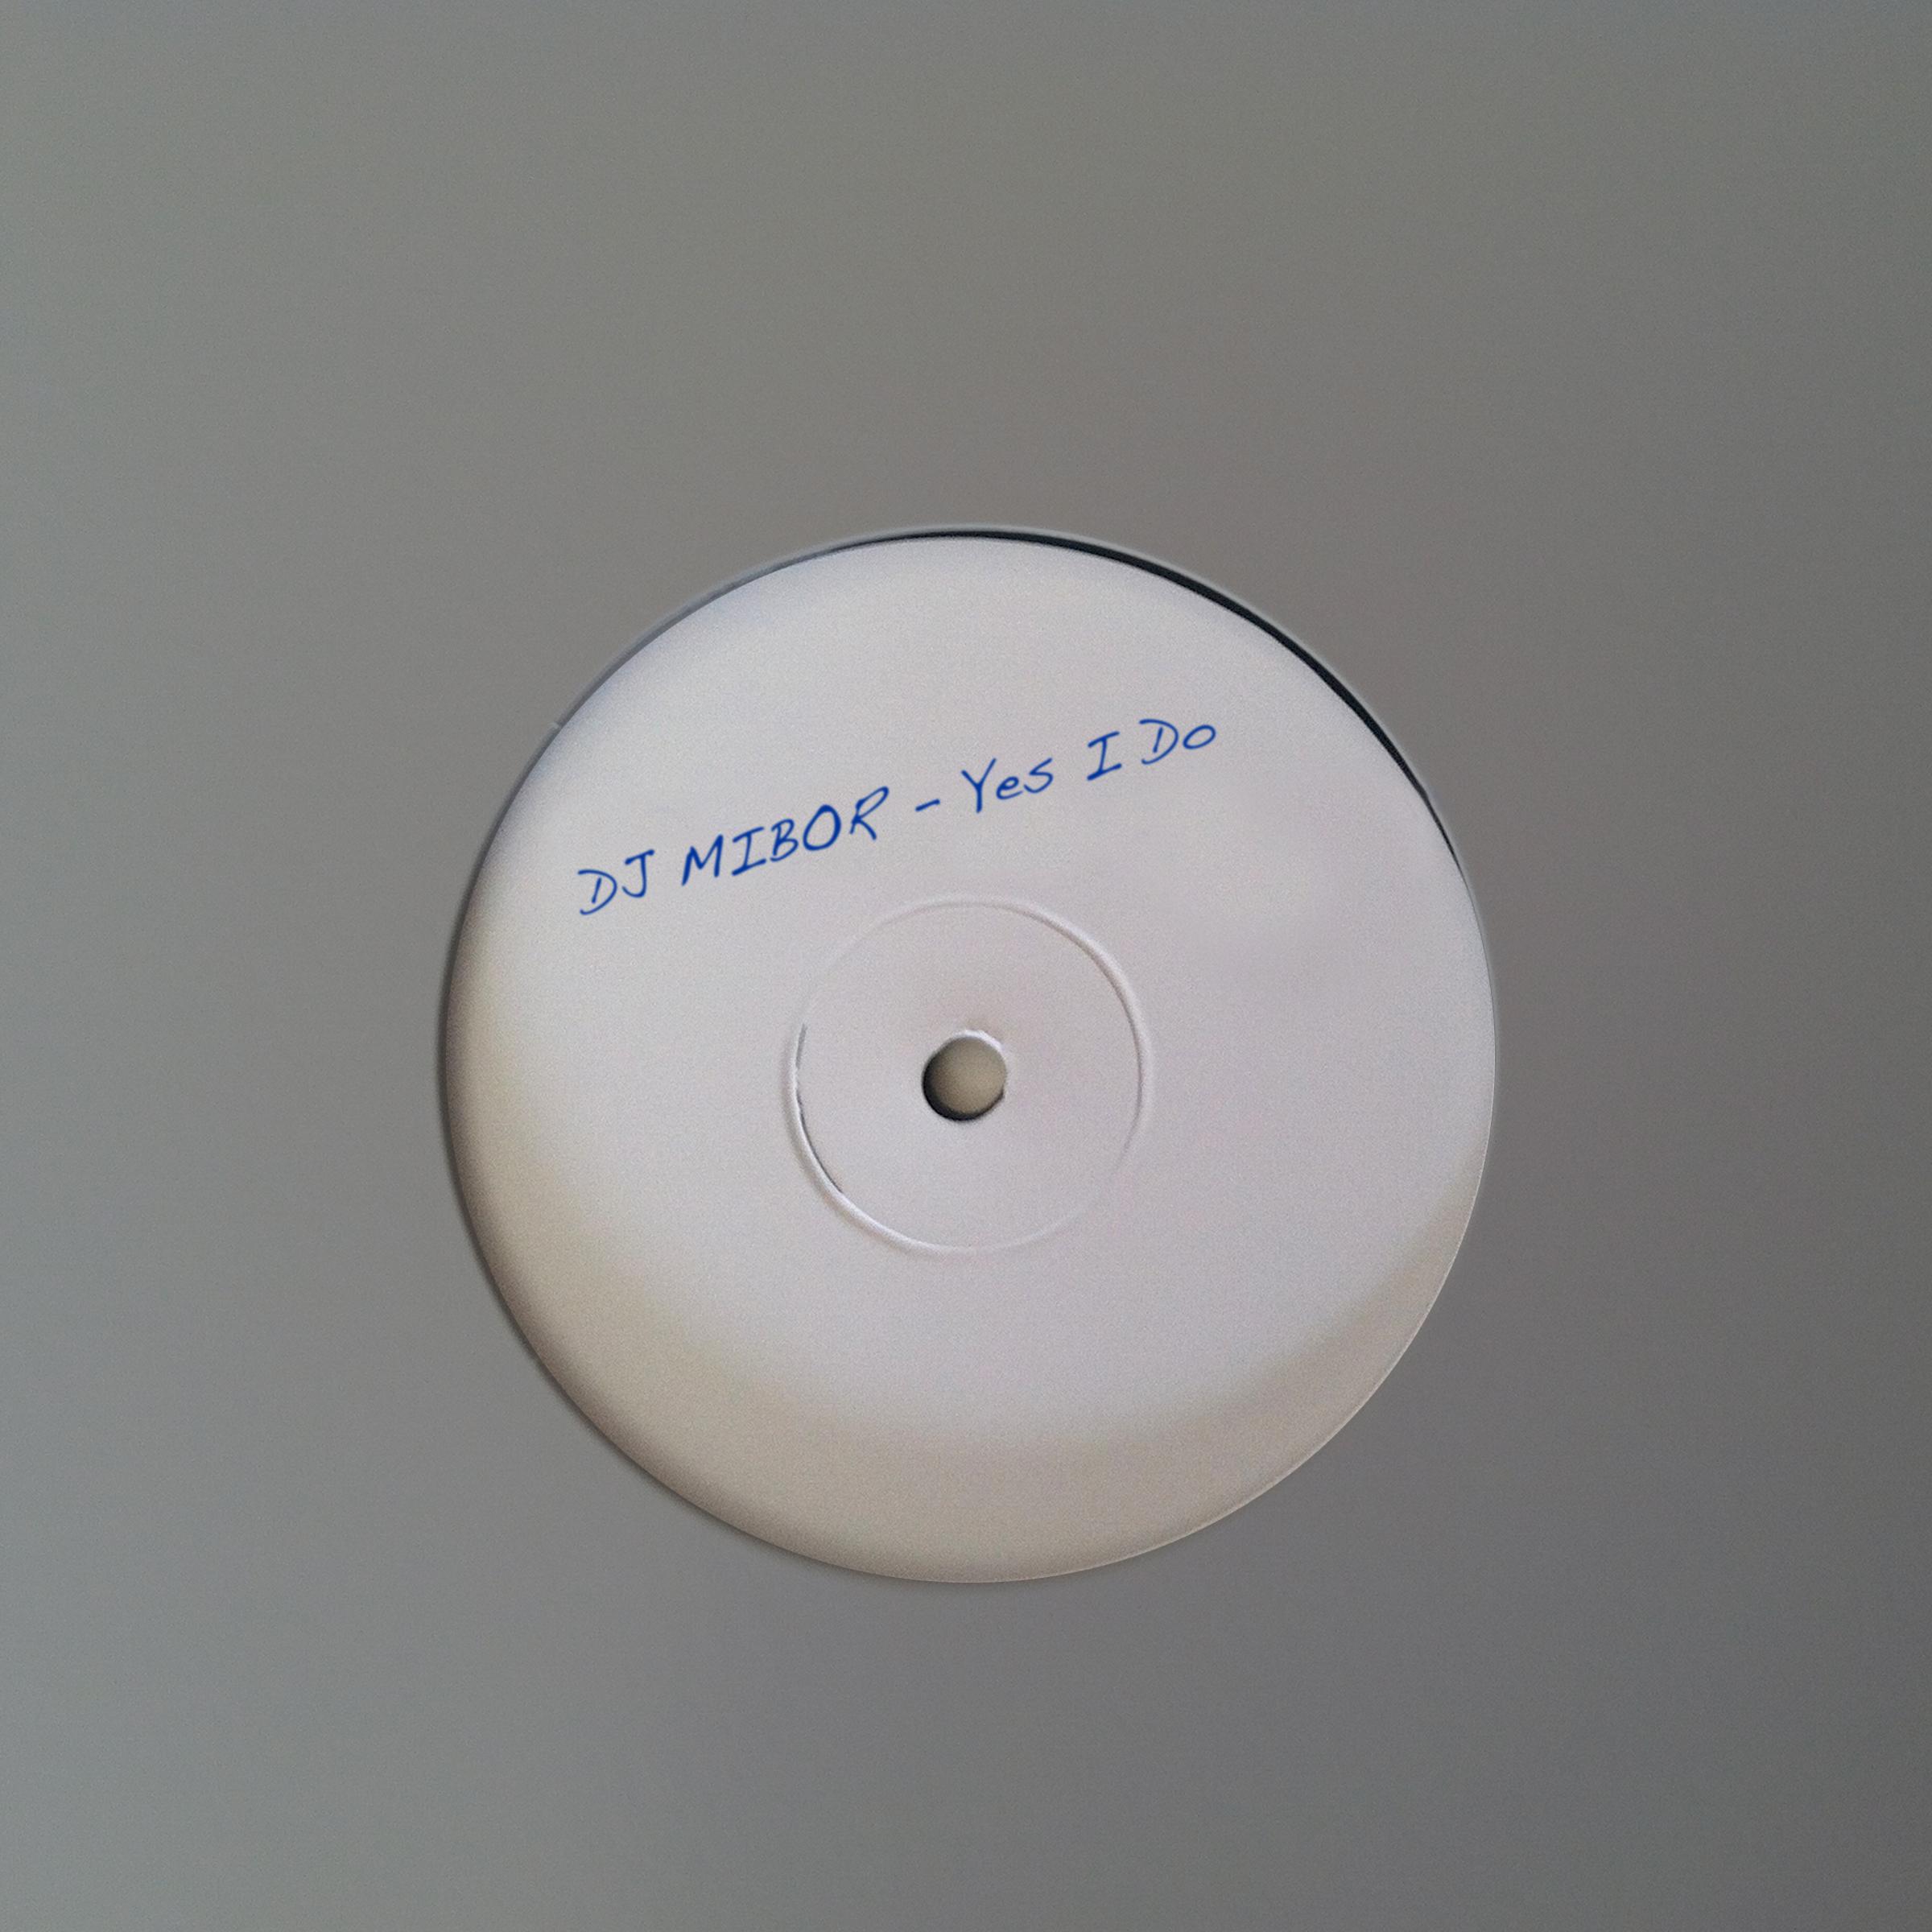 DJ MIBOR - Yes I Do